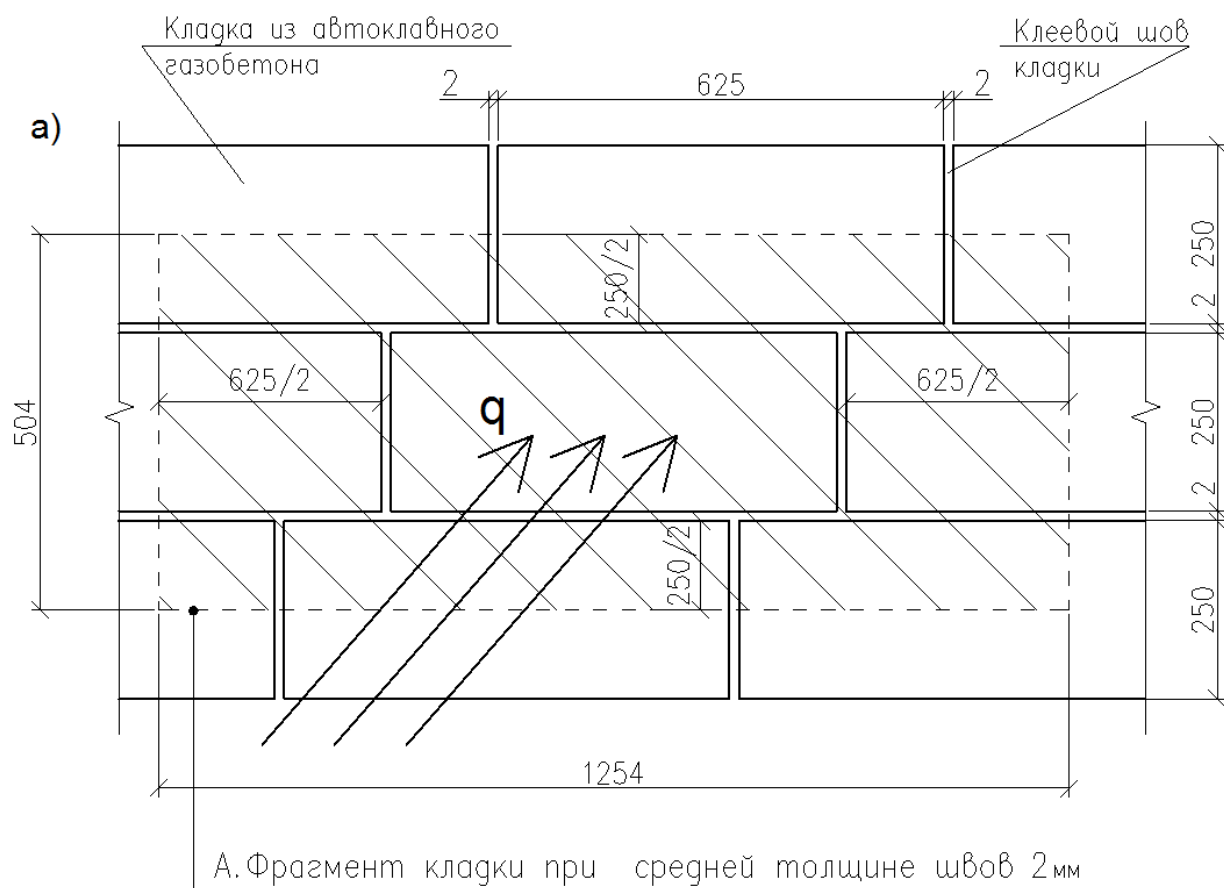 Кладка из автоклавного
газобетона
Клеевой шов
кладки
2
625
2
а)
250/2
250
2
625/2
625/2
504
q
250
2
250/2
250
1254
А. Фрагмент кладки при средней толщине швов 2мм